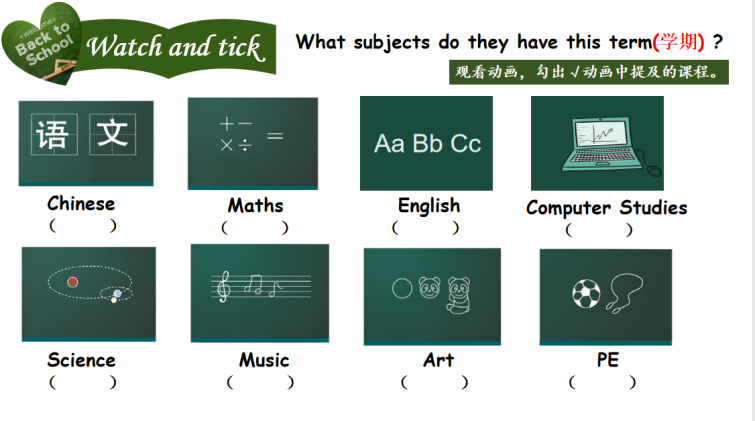 +welcome+
Back to
School
Watch and tick
What subjects do they have this term(学期) ?
观看动画，勾出√动画中提及的课程。
语 文
+ −
× ÷ =
Aa Bb Cc
Chinese Maths English Computer Studies
( ) ( ) ( ) ( )
Science Music Art PE
( ) ( ) ( ) ( )